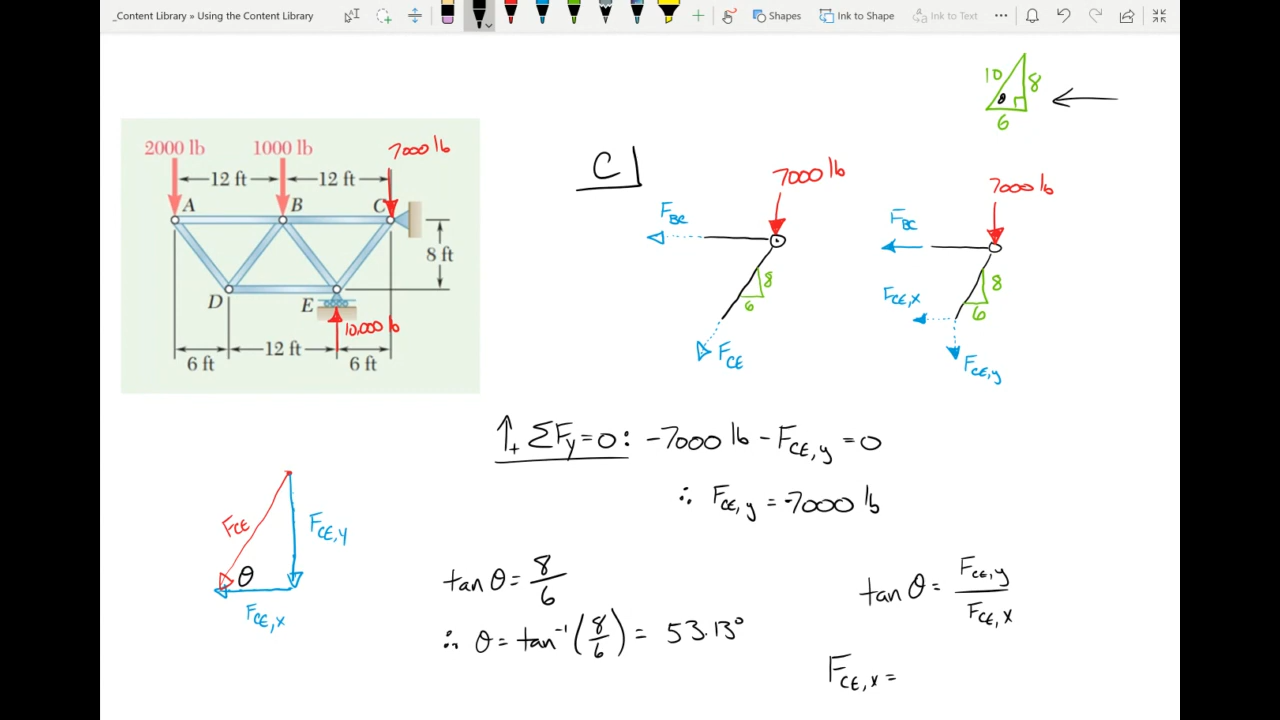 _Content Library » Using the Content Library
Shapes
Ink to Shape
Ink to Text
10
8
θ
6
2000 lb
1000 lb
7000 lb
12 ft
12 ft
A
B
C
8 ft
D
E
10,000 lb
6 ft
12 ft
6 ft
C
7000 lb
F_BC
8
6
F_CE
7000 lb
F_BC
8
6
F_CE,x
F_CE,y
↑+ ΣF_y = 0: -7000 lb - F_CE,y = 0
∴ F_CE,y = -7000 lb
F_CE
F_CE,y
θ
F_CE,x
tan θ = 8/6
∴ θ = tan⁻¹(8/6) = 53.13°
tan θ = F_CE,y/F_CE,x
F_CE,x =